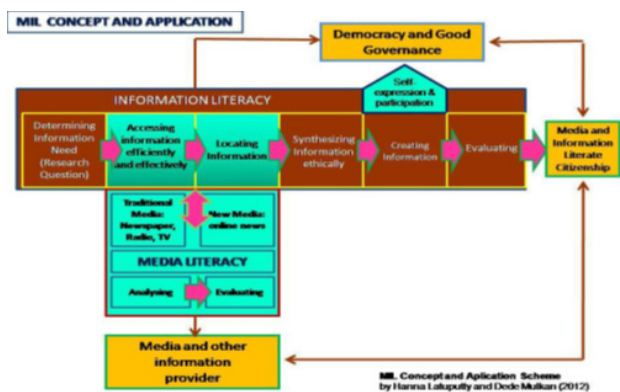 MIL CONCEPT AND APPLICATION
Democracy and Good
Governance
Self-
expression &
participation
INFORMATION LITERACY
Determining
Information
Need
(Research
Question)
Accessing
information
efficiently
and effectively
Locating
Information
Synthesizing
Information
ethically
Creating
Information
Evaluating
Media and
Information
Literate
Citizenship
Traditional
Media:
Newspaper,
Radio, TV
New Media:
online news
MEDIA LITERACY
Analysing
Evaluating
Media and other
information
provider
MIL Concept and Aplication Scheme
by Hanna Latuputty and Dede Mulkan (2012)